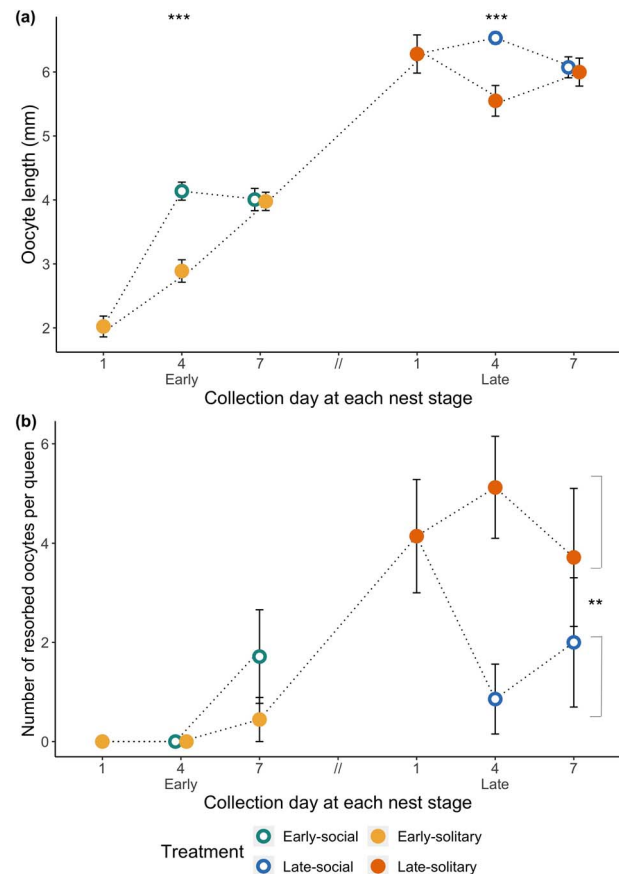 (a)
***
***
Oocyte length (mm)
6
5
4
3
2
1
4
7
//
1
4
7
Early
Late
Collection day at each nest stage
(b)
Number of resorbed oocytes per queen
6
4
2
0
**
1
4
7
//
1
4
7
Early
Late
Collection day at each nest stage
Treatment
Early-social
Early-solitary
Late-social
Late-solitary